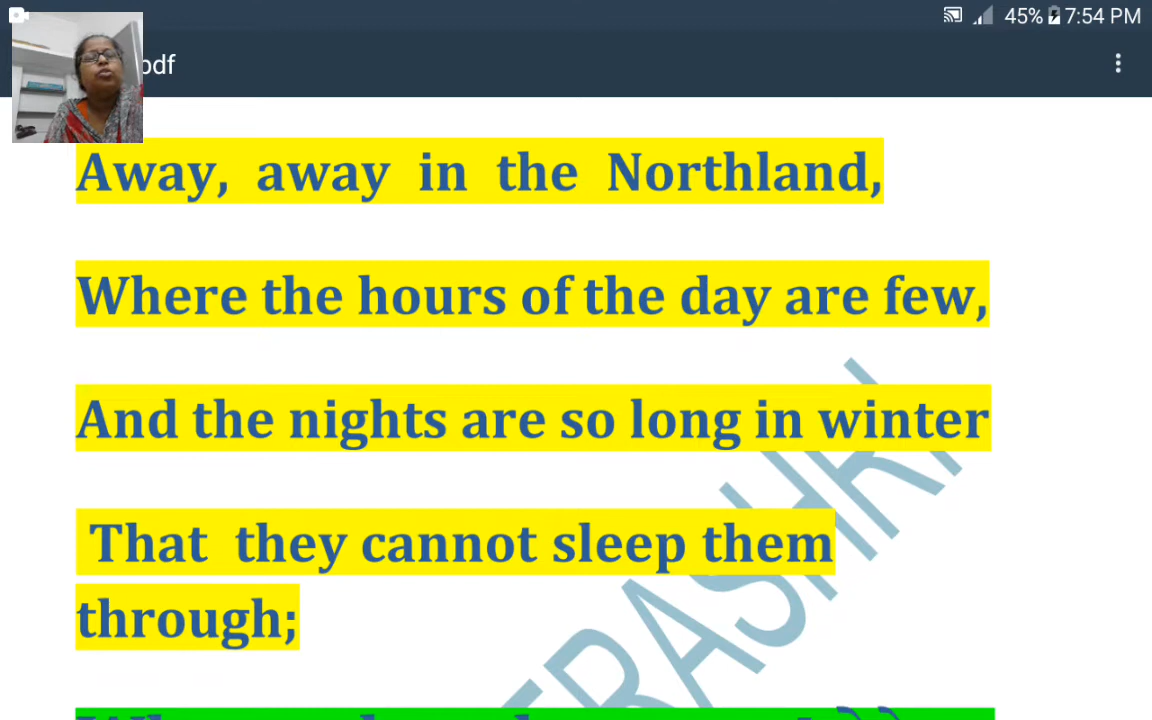 45% 7:54 PM
pdf
Away, away in the Northland,
Where the hours of the day are few,
And the nights are so long in winter
That they cannot sleep them
through;